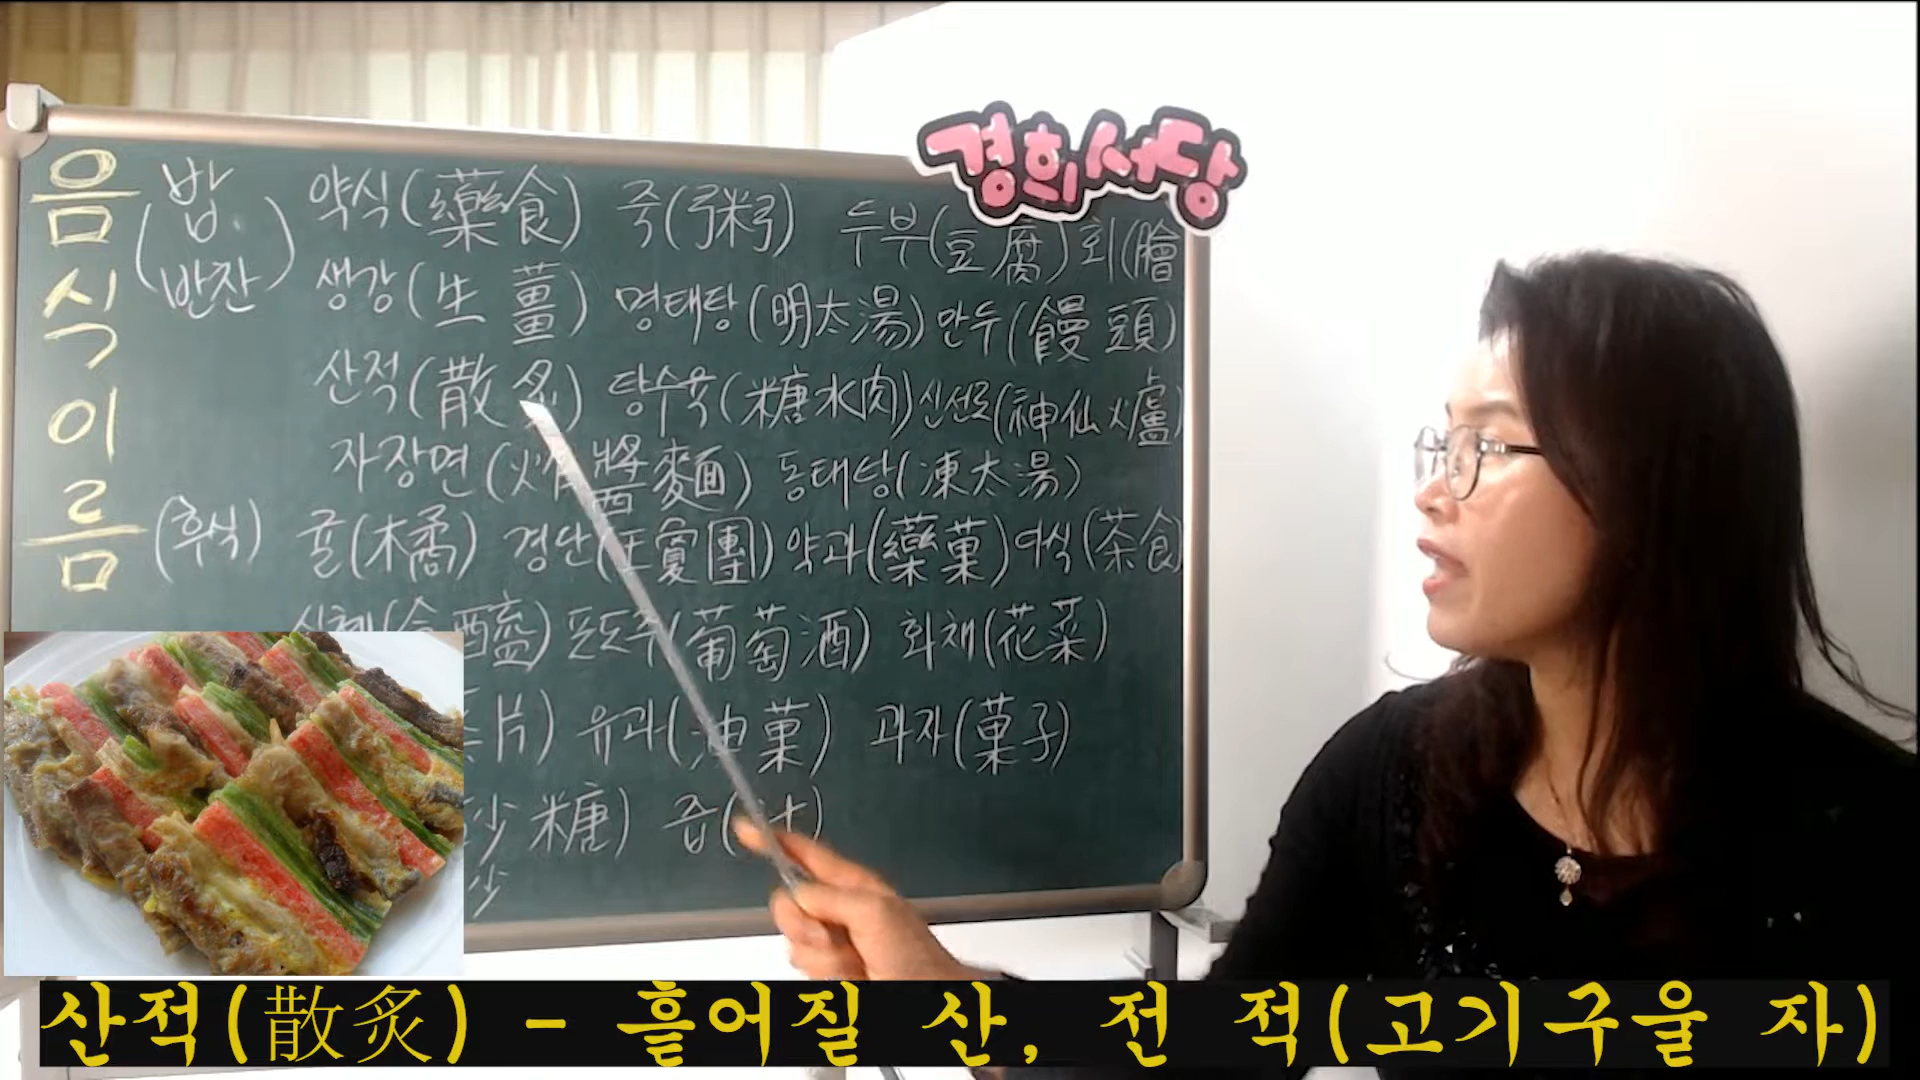 경희서당
음식이름
(밥 반찬)
약식(藥食) 죽(粥) 두부(豆腐) 회(膾
생강(生薑) 명태탕(明太湯) 만두(饅頭)
산적(散炙) 탕수육(糖水肉) 신선로(神仙爐)
자장면(炸醬麵) 동태탕(凍太湯)
(후식)
귤(橘) 경단(瓊團) 약과(藥菓) 다식(茶食)
醯) 포도주(葡萄酒) 화채(花菜)
片) 유과(油菓) 과자(菓子)
沙糖) 즙(汁)
沙
산적(散炙) - 흩어질 산, 전 적(고기구울 자)